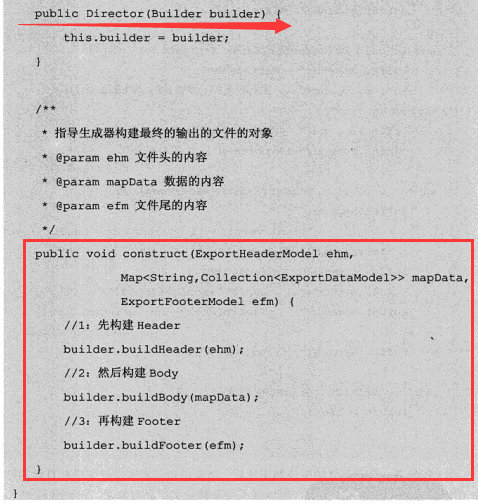 public Director(Builder builder) {
this.builder = builder;
}
/**
* 指导生成器构建最终的输出的文件的对象
* @param ehm 文件头的内容
* @param mapData 数据的内容
* @param efm 文件尾的内容
*/
public void construct(ExportHeaderModel ehm,
Map<String,Collection<ExportDataModel>> mapData,
ExportFooterModel efm) {
//1：先构建 Header
builder.buildHeader(ehm);
//2：然后构建 Body
builder.buildBody(mapData);
//3：再构建 Footer
builder.buildFooter(efm);
}
}